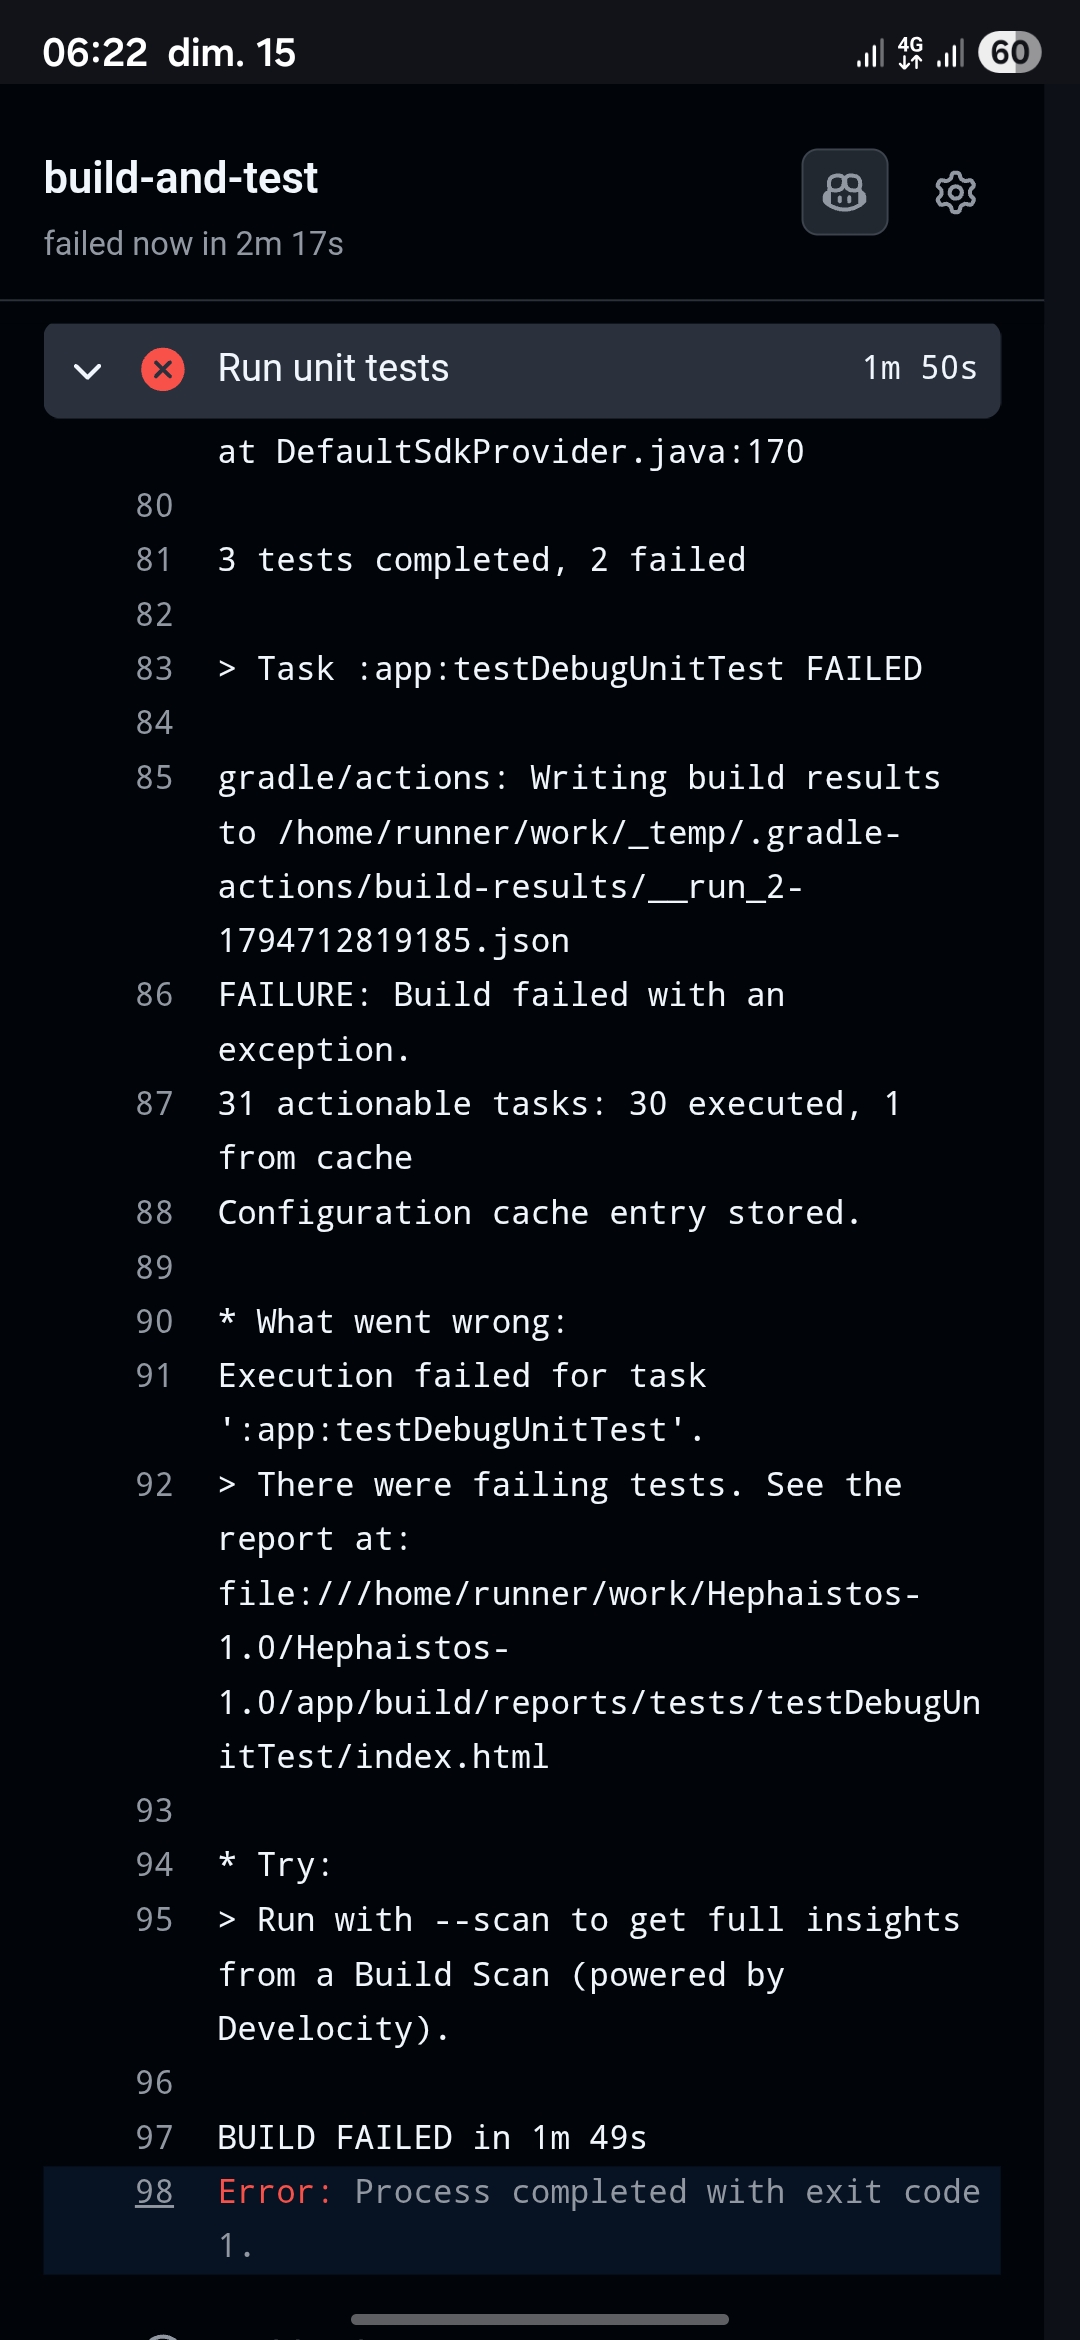 06:22 dim. 15
4G
60
build-and-test
failed now in 2m 17s
Run unit tests 1m 50s
at DefaultSdkProvider.java:170
80
81 3 tests completed, 2 failed
82
83 > Task :app:testDebugUnitTest FAILED
84
85 gradle/actions: Writing build results
to /home/runner/work/_temp/.gradle-
actions/build-results/__run_2-
1794712819185.json
86 FAILURE: Build failed with an
exception.
87 31 actionable tasks: 30 executed, 1
from cache
88 Configuration cache entry stored.
89
90 * What went wrong:
91 Execution failed for task
':app:testDebugUnitTest'.
92 > There were failing tests. See the
report at:
file:///home/runner/work/Hephaistos-
1.0/Hephaistos-
1.0/app/build/reports/tests/testDebugUn
itTest/index.html
93
94 * Try:
95 > Run with --scan to get full insights
from a Build Scan (powered by
Develocity).
96
97 BUILD FAILED in 1m 49s
98 Error: Process completed with exit code
1.